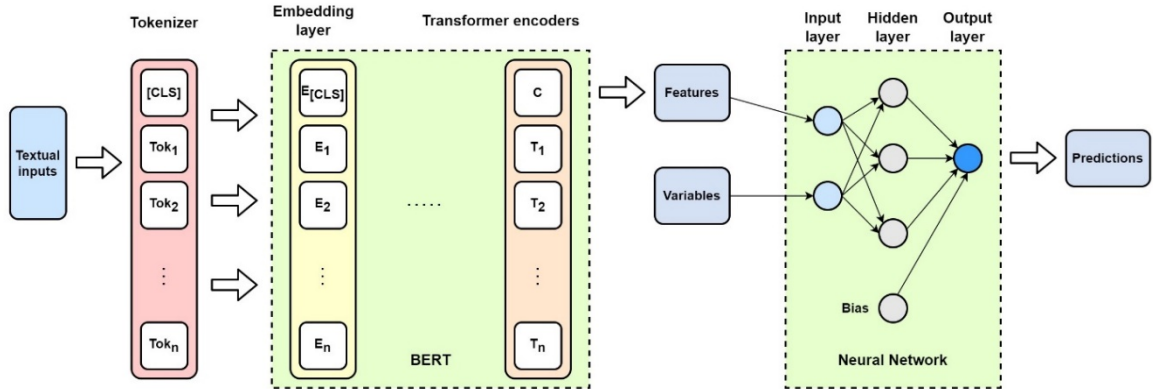 Tokenizer
Embedding
layer
Transformer encoders
Input
layer
Hidden
layer
Output
layer
Textual
inputs
[CLS]
Tok1
Tok2
⋮
Tokn
E[CLS]
E1
E2
⋮
En
.....
C
T1
T2
⋮
Tn
BERT
Features
Variables
Bias
Neural Network
Predictions